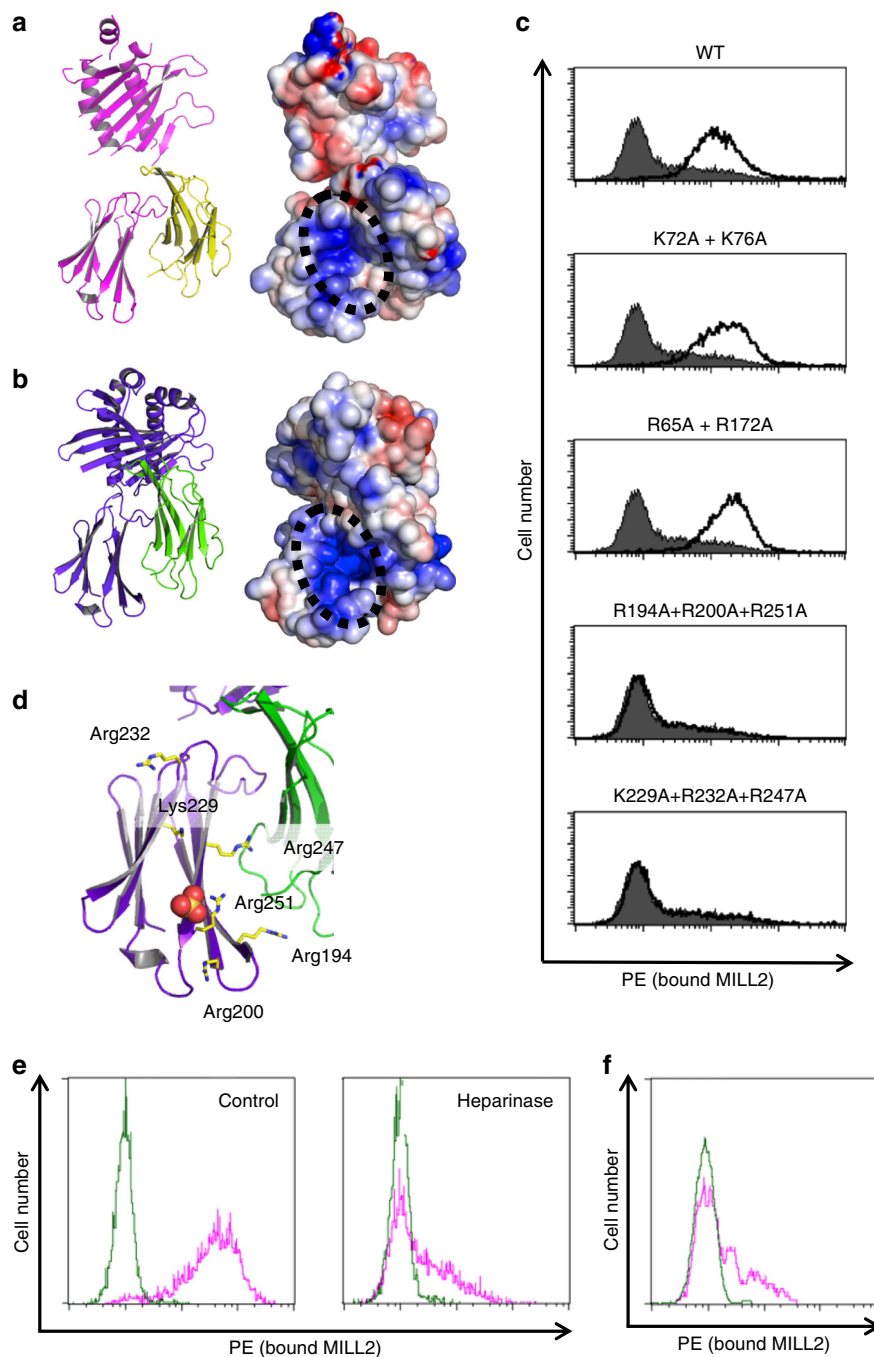 a
b
c
WT
K72A + K76A
R65A + R172A
R194A+R200A+R251A
K229A+R232A+R247A
Cell number
PE (bound MILL2)
d
Arg232
Lys229
Arg247
Arg251
Arg194
Arg200
e
Control
Heparinase
Cell number
PE (bound MILL2)
f
Cell number
PE (bound MILL2)